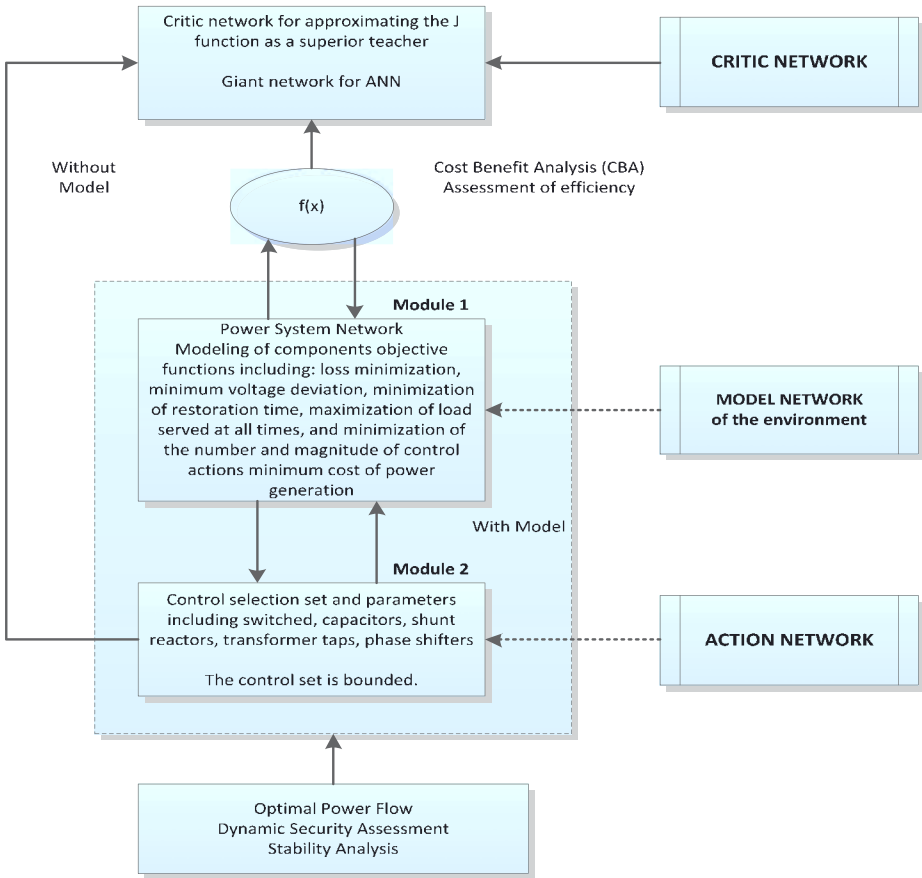 Critic network for approximating the J
function as a superior teacher
Giant network for ANN
CRITIC NETWORK
Without
Model
Cost Benefit Analysis (CBA)
Assessment of efficiency
f(x)
Module 1
Power System Network
Modeling of components objective
functions including: loss minimization,
minimum voltage deviation, minimization
of restoration time, maximization of load
served at all times, and minimization of
the number and magnitude of control
actions minimum cost of power
generation
MODEL NETWORK
of the environment
With Model
Module 2
Control selection set and parameters
including switched, capacitors, shunt
reactors, transformer taps, phase shifters
The control set is bounded.
ACTION NETWORK
Optimal Power Flow
Dynamic Security Assessment
Stability Analysis